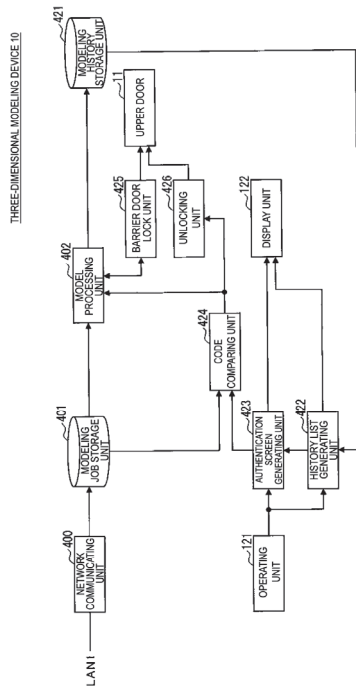 THREE-DIMENSIONAL MODELING DEVICE 10
LAN1
400
NETWORK
COMMUNICATING
UNIT
401
MODELING
JOB STORAGE
UNIT
402
MODEL
PROCESSING
UNIT
421
MODELING
HISTORY
STORAGE UNIT
425
BARRIER DOOR
LOCK UNIT
11
UPPER DOOR
426
UNLOCKING
UNIT
424
CODE
COMPARING UNIT
122
DISPLAY UNIT
423
AUTHENTICATION
SCREEN
GENERATING UNIT
422
HISTORY LIST
GENERATING
UNIT
121
OPERATING
UNIT